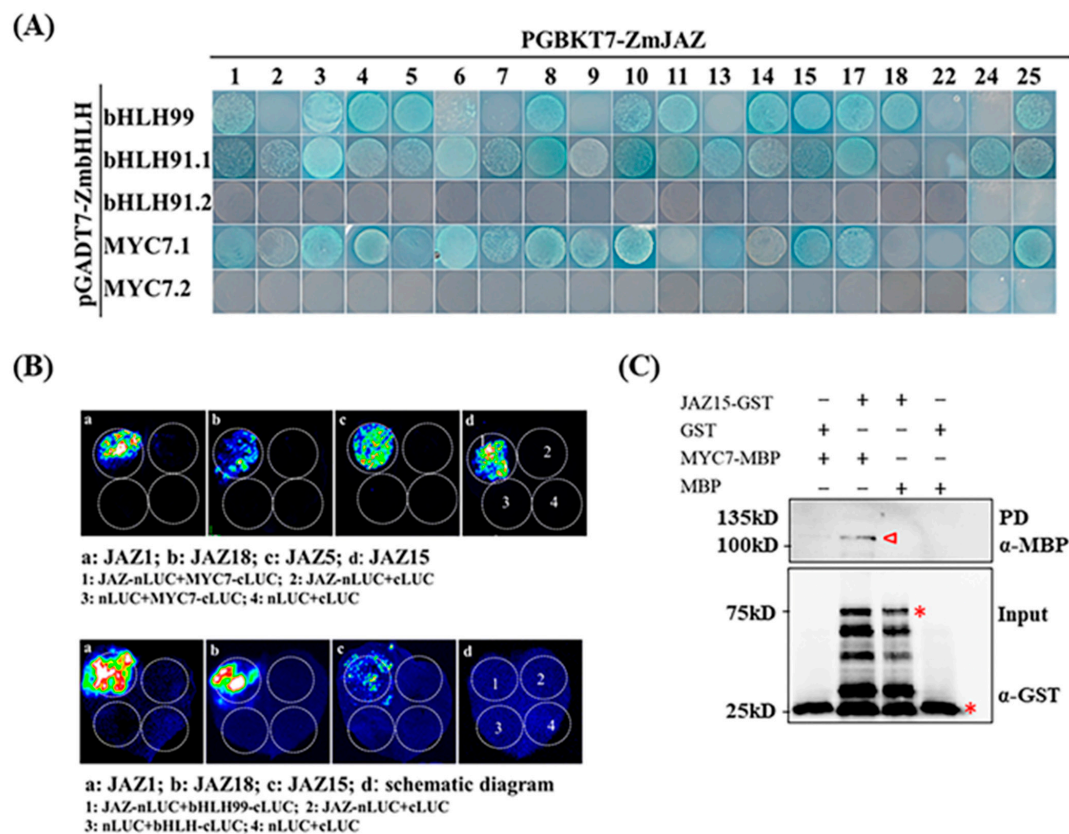 (A)
PGBKT7-ZmJAZ
1 2 3 4 5 6 7 8 9 10 11 13 14 15 17 18 22 24 25
pGADT7-ZmbHLH
bHLH99
bHLH91.1
bHLH91.2
MYC7.1
MYC7.2
(B)
a b c d
1 2
3 4
a: JAZ1; b: JAZ18; c: JAZ5; d: JAZ15
1: JAZ-nLUC+MYC7-cLUC; 2: JAZ-nLUC+cLUC
3: nLUC+MYC7-cLUC; 4: nLUC+cLUC
a b c d
1 2
3 4
a: JAZ1; b: JAZ18; c: JAZ15; d: schematic diagram
1: JAZ-nLUC+bHLH99-cLUC; 2: JAZ-nLUC+cLUC
3: nLUC+bHLH-cLUC; 4: nLUC+cLUC
(C)
JAZ15-GST − + + −
GST + − − +
MYC7-MBP + + − −
MBP − − + +
135kD PD
100kD α-MBP
75kD * Input
α-GST
25kD *